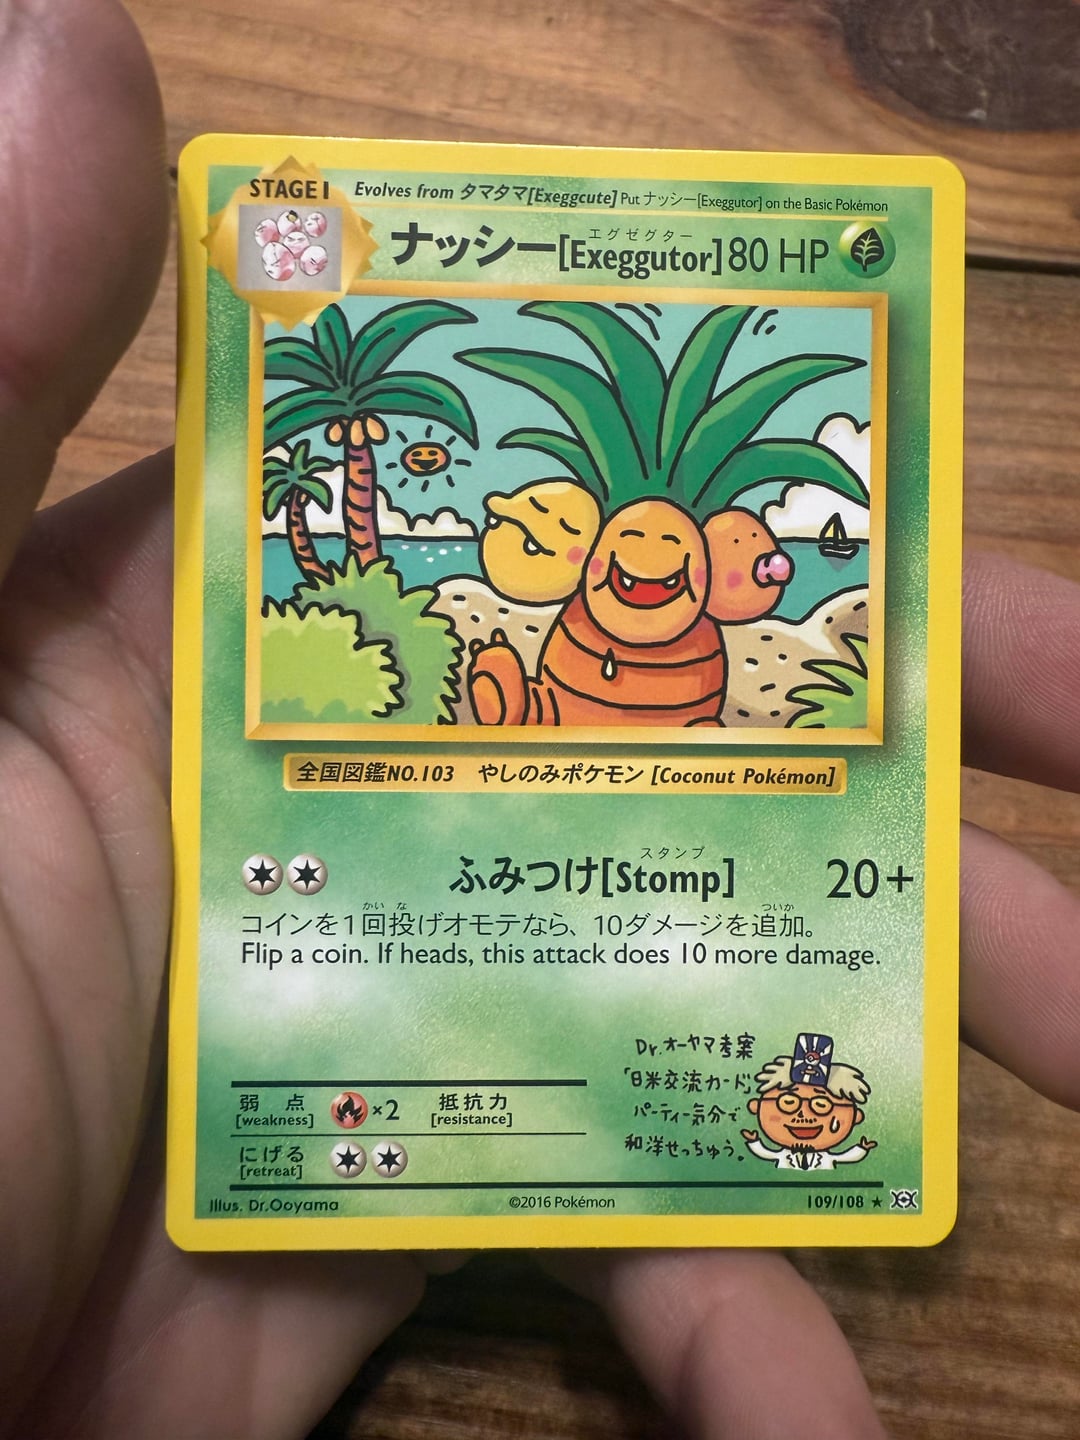 STAGE 1
Evolves from タマタマ[Exeggcute] Put ナッシー[Exeggutor] on the Basic Pokémon
エグゼグター
ナッシー[Exeggutor] 80 HP
全国図鑑NO.103 やしのみポケモン [Coconut Pokémon]
スタンプ
ふみつけ[Stomp] 20+
かい な ついか
コインを1回投げオモテなら、10ダメージを追加。
Flip a coin. If heads, this attack does 10 more damage.
Dr.オーヤマ考案
「日米交流カード」
パーティー気分で
和洋せっちゅう。
弱点 ×2 抵抗力
[weakness] [resistance]
にげる
[retreat]
Illus. Dr.Ooyama ©2016 Pokémon 109/108 ★